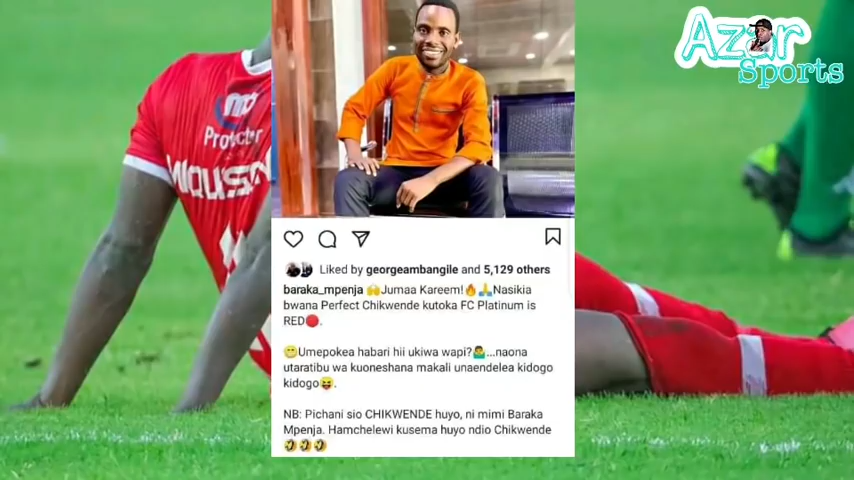 Azar
Sports
Liked by georgeambangile and 5,129 others
baraka_mpenja 🙌Jumaa Kareem!🔥🙏Nasikia
bwana Perfect Chikwende kutoka FC Platinum is
RED🔴.
😁Umepokea habari hii ukiwa wapi?🤷‍♂️...naona
utaratibu wa kuoneshana makali unaendelea kidogo
kidogo😝.
NB: Pichani sio CHIKWENDE huyo, ni mimi Baraka
Mpenja. Hamchelewi kusema huyo ndio Chikwende
🤣🤣🤣